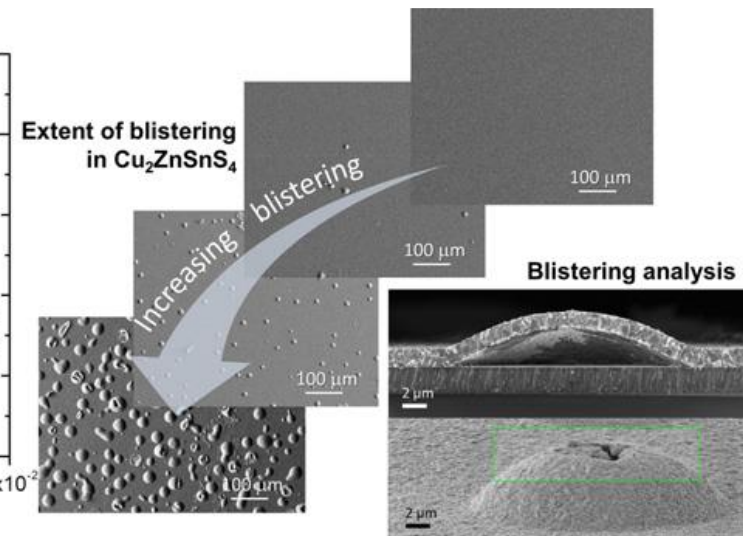 Extent of blistering
in Cu₂ZnSnS₄
Increasing blistering
100 μm
100 μm
100 μm
100 μm
Blistering analysis
2 μm
2 μm
x10⁻²